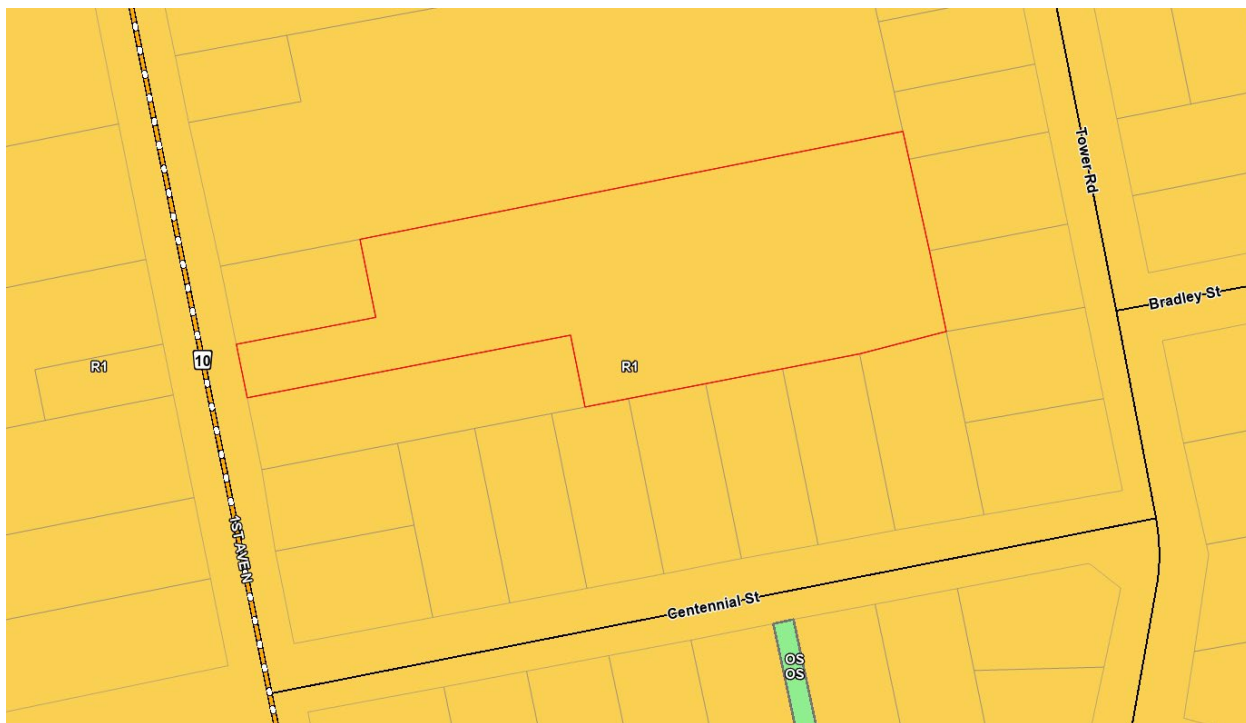 Tower-Rd
Bradley-St
R1
10
R1
1ST-AVE-N
Centennial-St
OS
OS